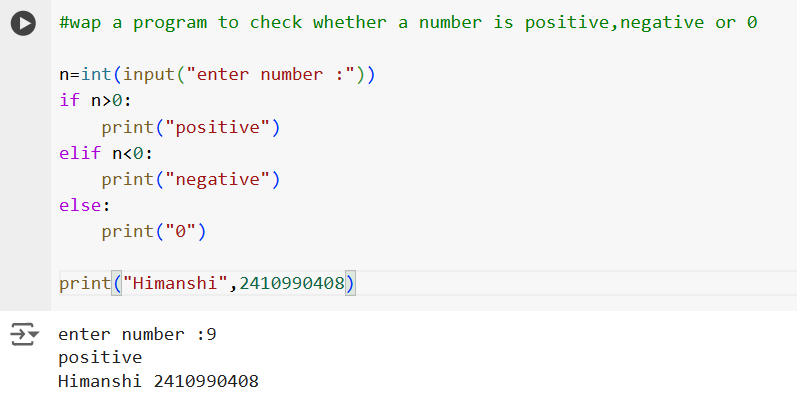 #wap a program to check whether a number is positive,negative or 0
n=int(input("enter number :"))
if n>0:
    print("positive")
elif n<0:
    print("negative")
else:
    print("0")
print("Himanshi",2410990408)
enter number :9
positive
Himanshi 2410990408